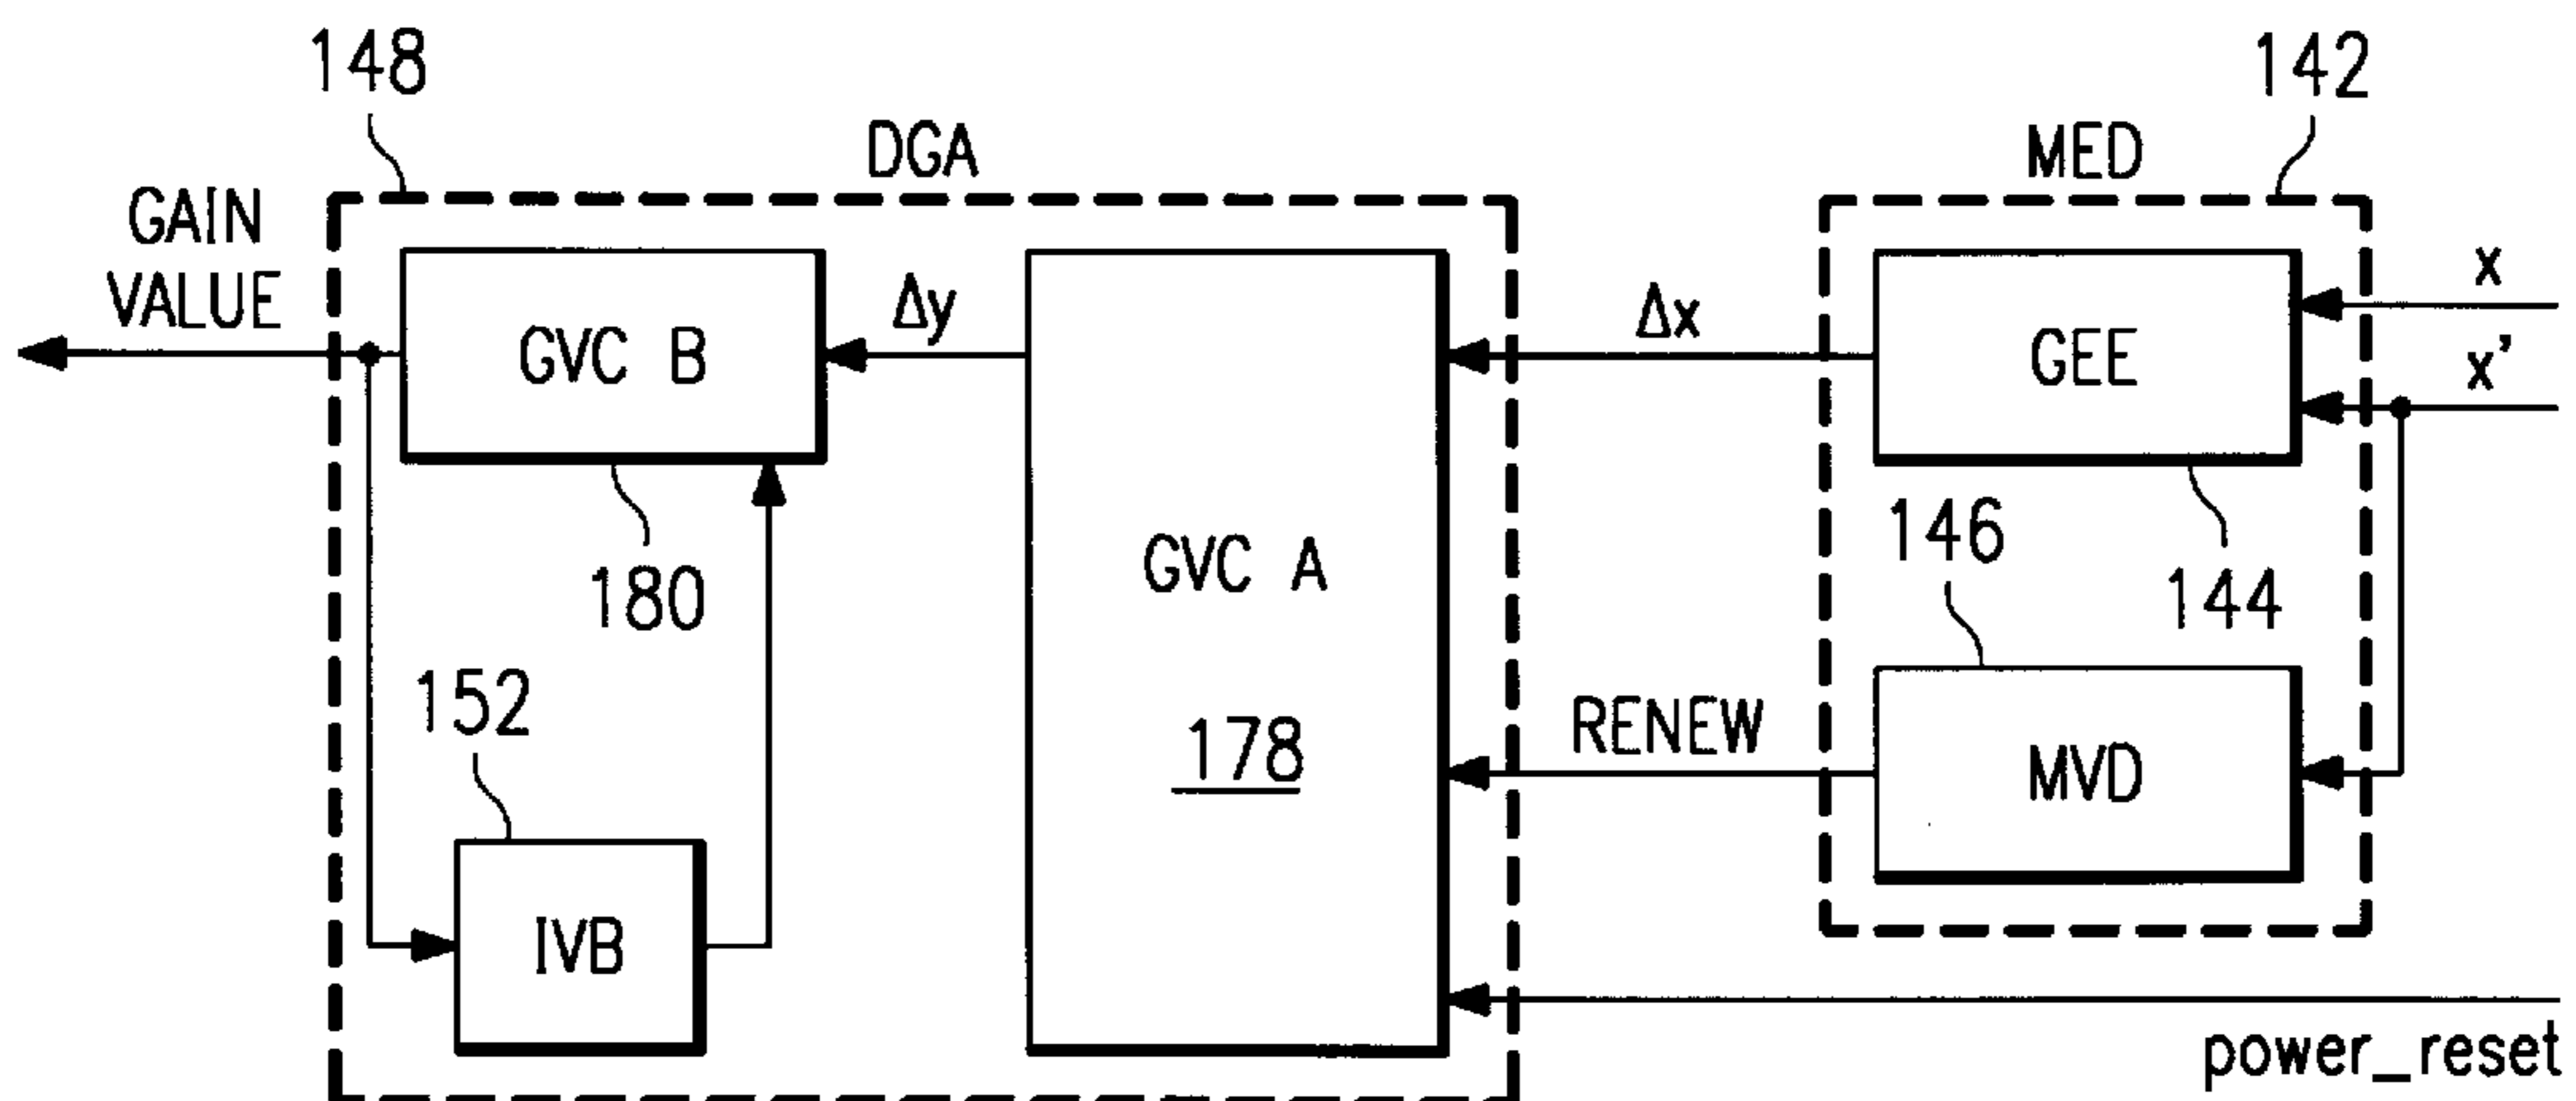 148
142
DGA
MED
GAIN
VALUE
GVC B
Δy
Δx
GEE
x
x'
180
GVC A
178
146
144
152
RENEW
MVD
IVB
power_reset